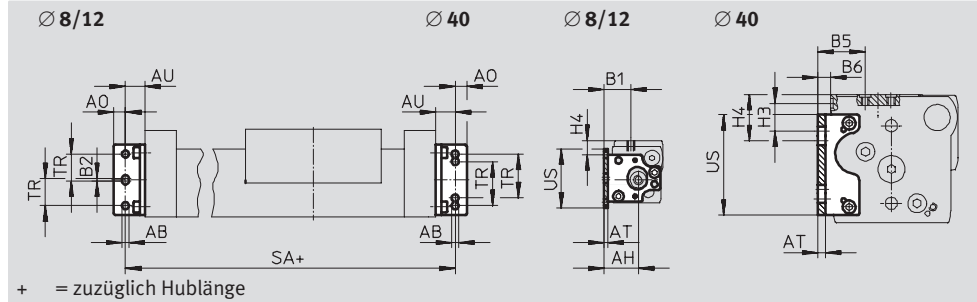 ⌀ 8/12
⌀ 40
⌀ 8/12
⌀ 40
AU
AO
TR
B2
TR
AB
SA+
AO
AU
TR
TR
AB
B1
H4
US
AT
AH
B5
B6
H4
H3
US
AT
+ = zuzüglich Hublänge